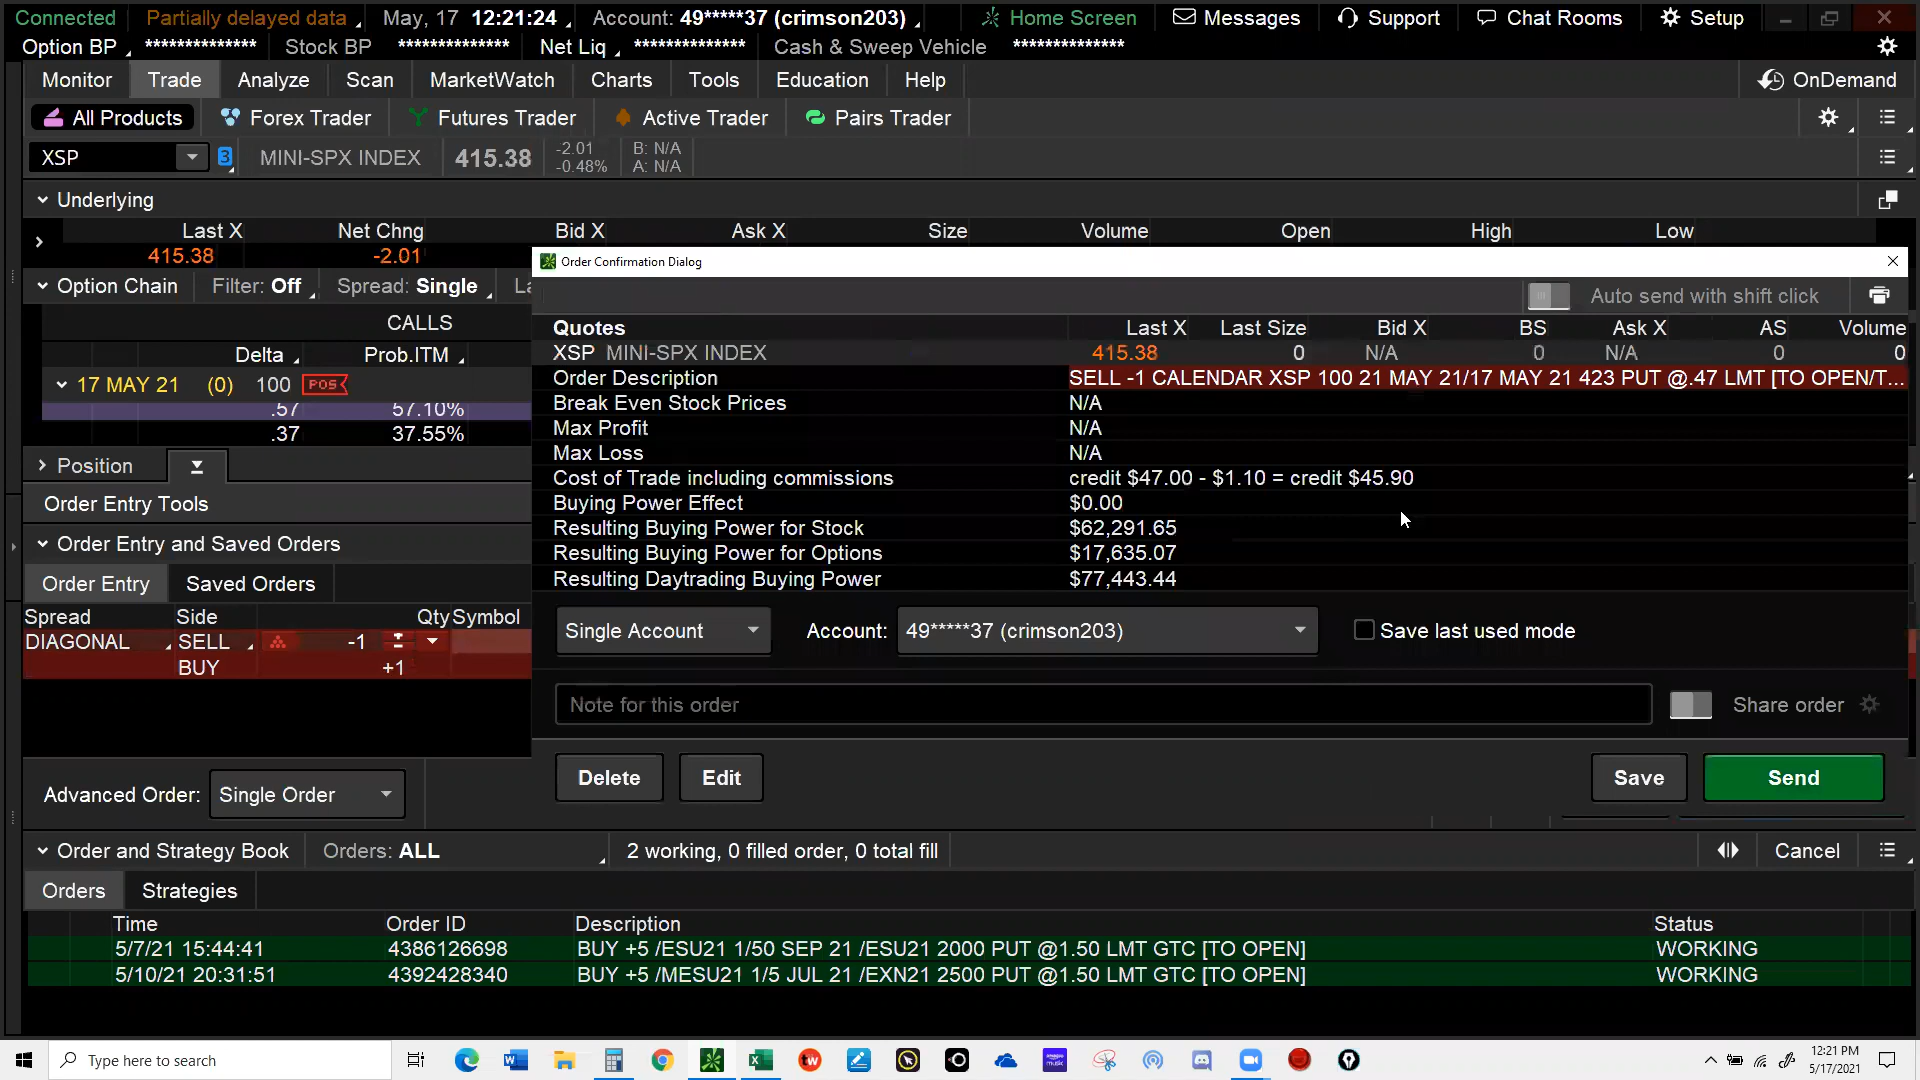 Connected Partially delayed data May, 17 12:21:24 Account: 49*****37 (crimson203) Home Screen Messages Support Chat Rooms Setup
Option BP ************** Stock BP ************** Net Liq ************** Cash & Sweep Vehicle **************
Monitor Trade Analyze Scan MarketWatch Charts Tools Education Help OnDemand
All Products Forex Trader Futures Trader Active Trader Pairs Trader
XSP 3 MINI-SPX INDEX 415.38 -2.01 -0.48% B: N/A A: N/A
Underlying
Last X Net Chng Bid X Ask X Size Volume Open High Low
415.38 -2.01
Order Confirmation Dialog
Option Chain Filter: Off Spread: Single
Auto send with shift click
CALLS
Quotes Last X Last Size Bid X BS Ask X AS Volume
Delta Prob.ITM
XSP MINI-SPX INDEX 415.38 0 N/A 0 N/A 0 0
17 MAY 21 (0) 100 POS
Order Description SELL -1 CALENDAR XSP 100 21 MAY 21/17 MAY 21 423 PUT @.47 LMT [TO OPEN/T...
.57 57.10%
Break Even Stock Prices N/A
.37 37.55%
Max Profit N/A
Max Loss N/A
Position
Cost of Trade including commissions credit $47.00 - $1.10 = credit $45.90
Order Entry Tools
Buying Power Effect $0.00
Resulting Buying Power for Stock $62,291.65
Order Entry and Saved Orders
Resulting Buying Power for Options $17,635.07
Resulting Daytrading Buying Power $77,443.44
Order Entry Saved Orders
Spread Side Qty Symbol
DIAGONAL SELL -1
BUY +1
Single Account Account: 49*****37 (crimson203) Save last used mode
Note for this order Share order
Delete Edit Save Send
Advanced Order: Single Order
Order and Strategy Book Orders: ALL 2 working, 0 filled order, 0 total fill Cancel
Orders Strategies
Time Order ID Description Status
5/7/21 15:44:41 4386126698 BUY +5 /ESU21 1/50 SEP 21 /ESU21 2000 PUT @1.50 LMT GTC [TO OPEN] WORKING
5/10/21 20:31:51 4392428340 BUY +5 /MESU21 1/5 JUL 21 /EXN21 2500 PUT @1.50 LMT GTC [TO OPEN] WORKING
Type here to search
12:21 PM
5/17/2021